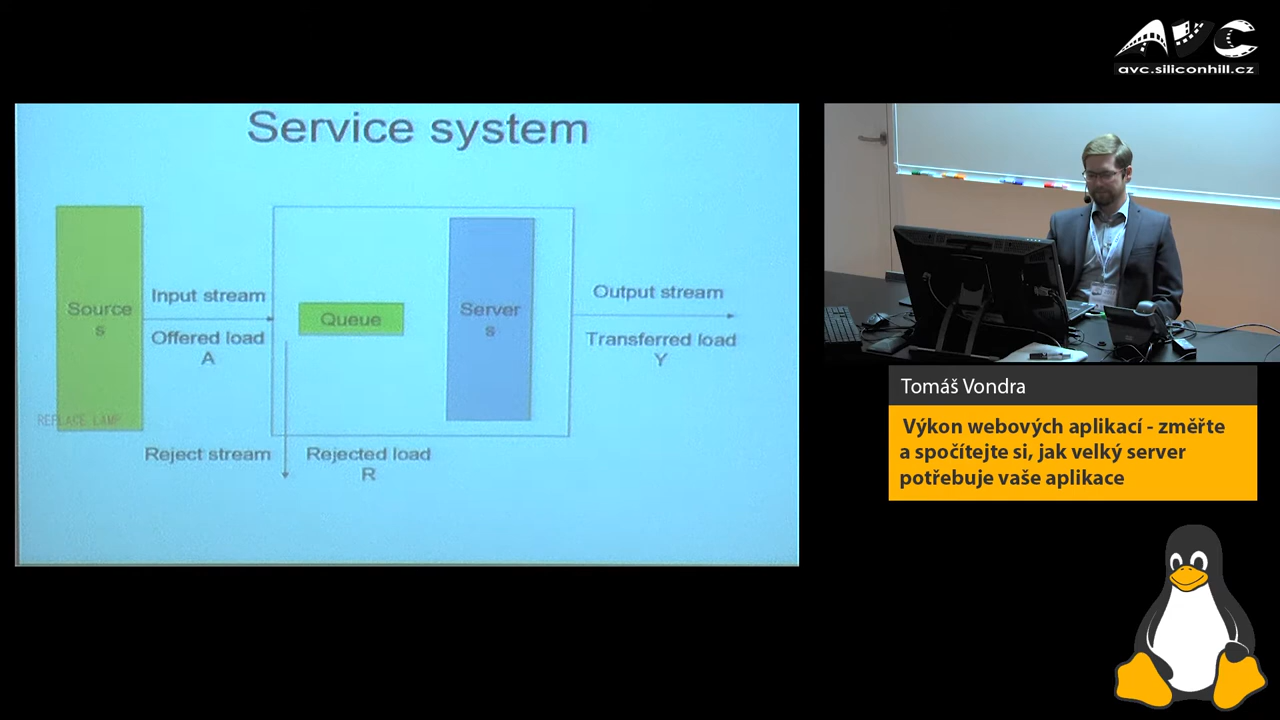 AVC
avc.siliconhill.cz
Service system
Source
s
Input stream
Offered load
A
Queue
Server
s
Output stream
Transferred load
Y
REPLACE LAMP
Reject stream
Rejected load
R
Tomáš Vondra
Výkon webových aplikací - změřte
a spočítejte si, jak velký server
potřebuje vaše aplikace